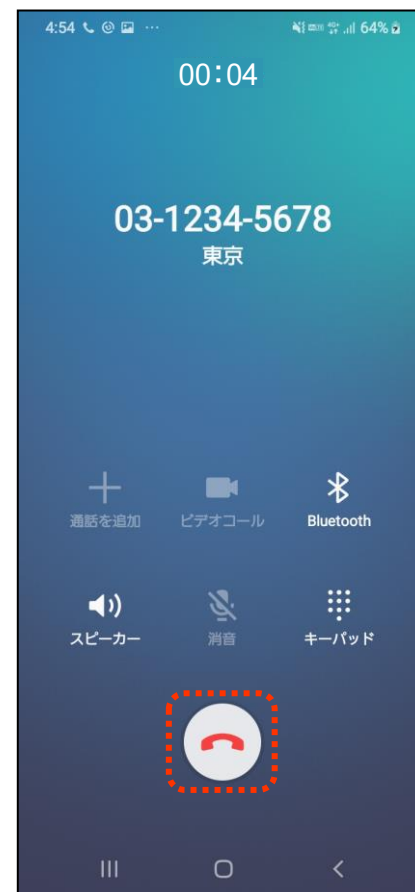 4:54 ... 64%
00:04
03-1234-5678
東京
通話を追加 ビデオコール Bluetooth
スピーカー 消音 キーパッド